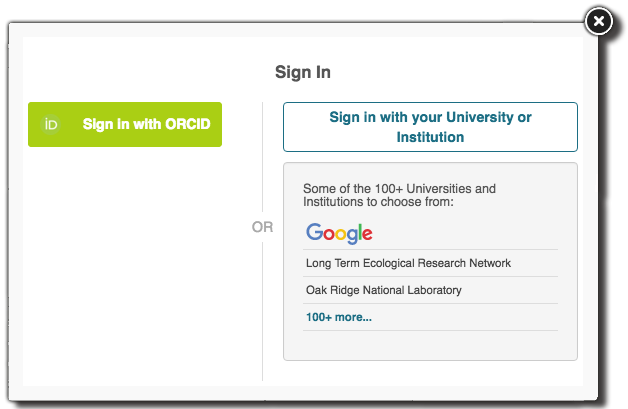 Sign In
iD Sign In with ORCID
OR
Sign in with your University or
Institution
Some of the 100+ Universities and
Institutions to choose from:
Google
Long Term Ecological Research Network
Oak Ridge National Laboratory
100+ more...